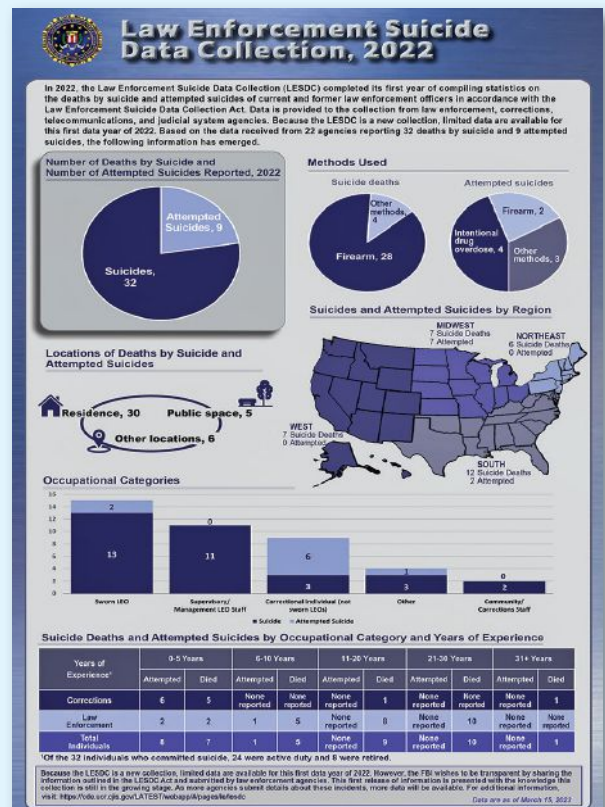 Law Enforcement Suicide
Data Collection, 2022
In 2022, the Law Enforcement Suicide Data Collection (LESDC) completed its first year of compiling statistics on
the deaths by suicide and attempted suicides of current and former law enforcement officers in accordance with the
Law Enforcement Suicide Data Collection Act. Data is provided to the collection from law enforcement, corrections,
telecommunications, and judicial system agencies. Because the LESDC is a new collection, limited data are available for
this first data year of 2022. Based on the data received from 22 agencies reporting 32 deaths by suicide and 9 attempted
suicides, the following information has emerged.
Number of Deaths by Suicide and
Number of Attempted Suicides Reported, 2022
Attempted
Suicides, 9
Suicides,
32
Methods Used
Suicide deaths
Other
methods,
4
Firearm, 28
Attempted suicides
Firearm, 2
Intentional
drug
overdose, 4
Other
methods, 3
Suicides and Attempted Suicides by Region
MIDWEST
7 Suicide Deaths
7 Attempted
NORTHEAST
6 Suicide Deaths
0 Attempted
WEST
7 Suicide Deaths
0 Attempted
SOUTH
12 Suicide Deaths
2 Attempted
Locations of Deaths by Suicide and
Attempted Suicides
Residence, 30
Public space, 5
Other locations, 6
Occupational Categories
2
13
0
11
6
3
1
3
0
2
Sworn LEO
Supervisory/
Management LEO Staff
Correctional Individual (not
sworn LEOs)
Other
Community/
Corrections Staff
Suicide Attempted Suicide
Suicide Deaths and Attempted Suicides by Occupational Category and Years of Experience
Years of Experience¹ 0-5 Years 6-10 Years 11-20 Years 21-30 Years 31+ Years
Attempted Died Attempted Died Attempted Died Attempted Died Attempted Died
Corrections 6 5 None reported None reported None reported 1 None reported None reported None reported 1
Law Enforcement 2 2 1 5 None reported 8 None reported 10 None reported None reported
Total Individuals 8 7 1 5 None reported 9 None reported 10 None reported 1
¹Of the 32 individuals who committed suicide, 24 were active duty and 8 were retired.
Because the LESDC is a new collection, limited data are available for this first data year of 2022. However, the FBI wishes to be transparent by sharing the
information outlined in the LESDC Act and submitted by law enforcement agencies. This first release of information is presented with the knowledge this
collection is still in the growing stage. As more agencies submit details about these incidents, more data will be available. For additional information,
visit: https://cde.ucr.cjis.gov/LATEST/webapp/#/pages/le/lesdc
Data are as of March 15, 2023